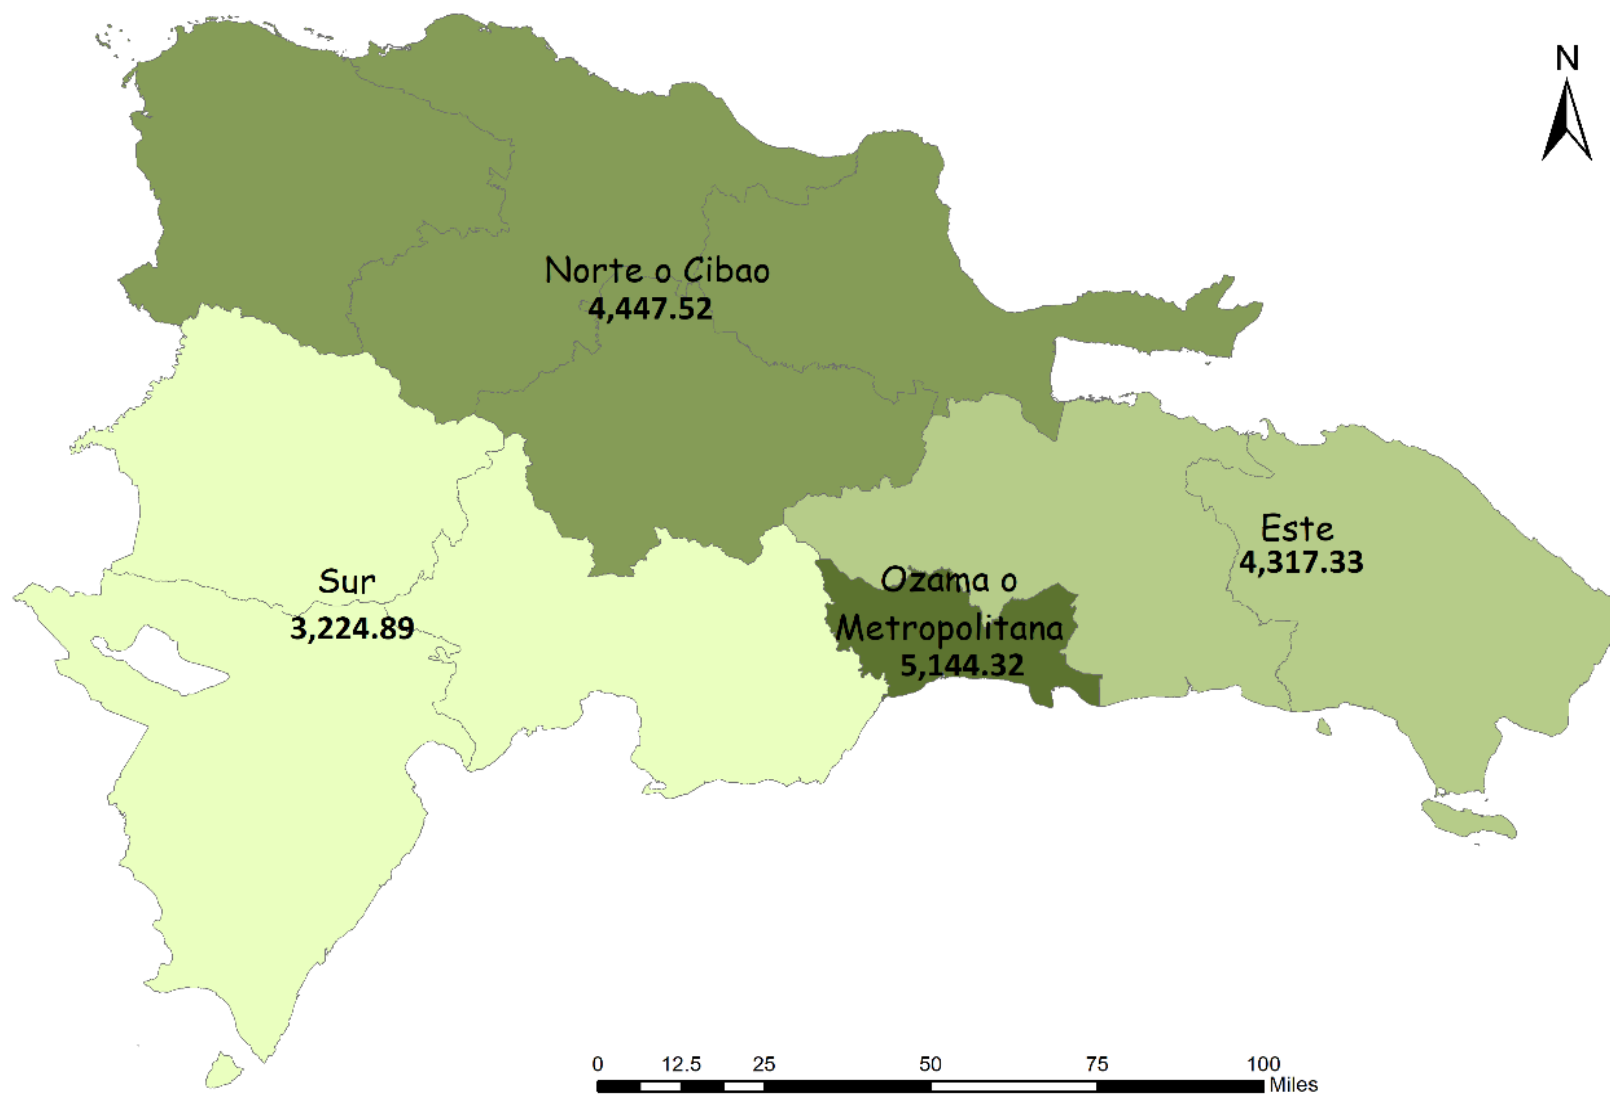 N
Norte o Cibao
4,447.52
Este
4,317.33
Sur
3,224.89
Ozama o
Metropolitana
5,144.32
0 12.5 25 50 75 100
Miles